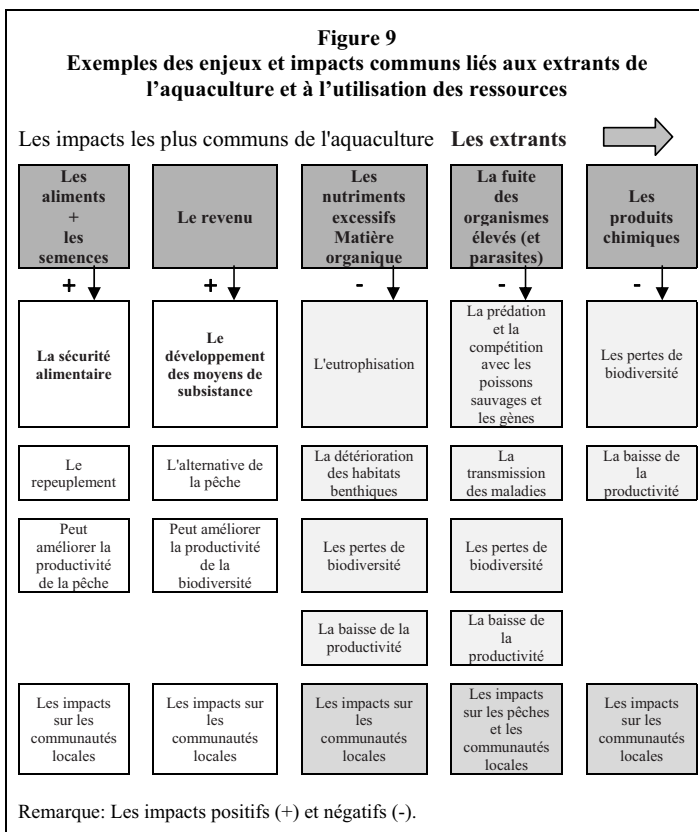 Figure 9
Exemples des enjeux et impacts communs liés aux extrants de
l'aquaculture et à l'utilisation des ressources
Les impacts les plus communs de l'aquaculture Les extrants
Les
aliments
+
les
semences
Le revenu
Les
nutriments
excessifs
Matière
organique
La fuite
des
organismes
élevés (et
parasites)
Les
produits
chimiques
+
+
-
-
-
La sécurité
alimentaire
Le
développement
des moyens de
subsistance
L'eutrophisation
La prédation
et la
compétition
avec les
poissons
sauvages et
les gènes
Les pertes de
biodiversité
Le
repeuplement
L'alternative de
la pêche
La détérioration
des habitats
benthiques
La
transmission
des maladies
La baisse de
la
productivité
Peut
améliorer la
productivité
de la pêche
Peut améliorer
la productivité
de la
biodiversité
Les pertes de
biodiversité
Les pertes de
biodiversité
La baisse de la
productivité
La baisse de
la
productivité
Les impacts
sur les
communautés
locales
Les impacts sur
les
communautés
locales
Les impacts sur
les
communautés
locales
Les impacts
sur les pêches
et les
communautés
locales
Les impacts
sur les
communautés
locales
Remarque: Les impacts positifs (+) et négatifs (-).